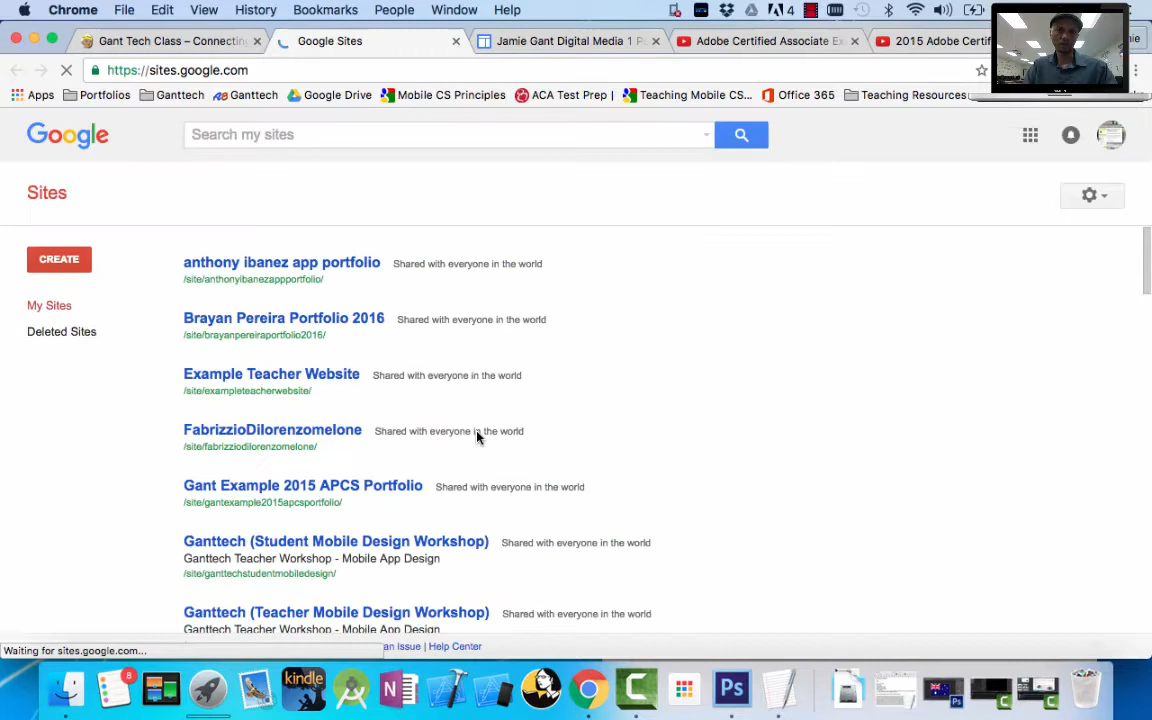 Chrome File Edit View History Bookmarks People Window Help
4
Gant Tech Class – Connecting
Google Sites
Jamie Gant Digital Media 1 P
Adobe Certified Associate Ex
2015 Adobe Certif
https://sites.google.com
Apps Portfolios Ganttech Ganttech Google Drive Mobile CS Principles ACA Test Prep | Teaching Mobile CS... Office 365 Teaching Resources
Google
Search my sites
Sites
CREATE
My Sites
Deleted Sites
anthony ibanez app portfolio Shared with everyone in the world
/site/anthonyibanezappportfolio/
Brayan Pereira Portfolio 2016 Shared with everyone in the world
/site/brayanpereiraportfolio2016/
Example Teacher Website Shared with everyone in the world
/site/exampleteacherwebsite/
FabrizzioDilorenzomelone Shared with everyone in the world
/site/fabrizziodilorenzomelone/
Gant Example 2015 APCS Portfolio Shared with everyone in the world
/site/gantexample2015apcsportfolio/
Ganttech (Student Mobile Design Workshop) Shared with everyone in the world
Ganttech Teacher Workshop - Mobile App Design
/site/ganttechstudentmobiledesign/
Ganttech (Teacher Mobile Design Workshop) Shared with everyone in the world
Ganttech Teacher Workshop - Mobile App Design
Waiting for sites.google.com...
an Issue | Help Center
8
kindle
N
C
Ps